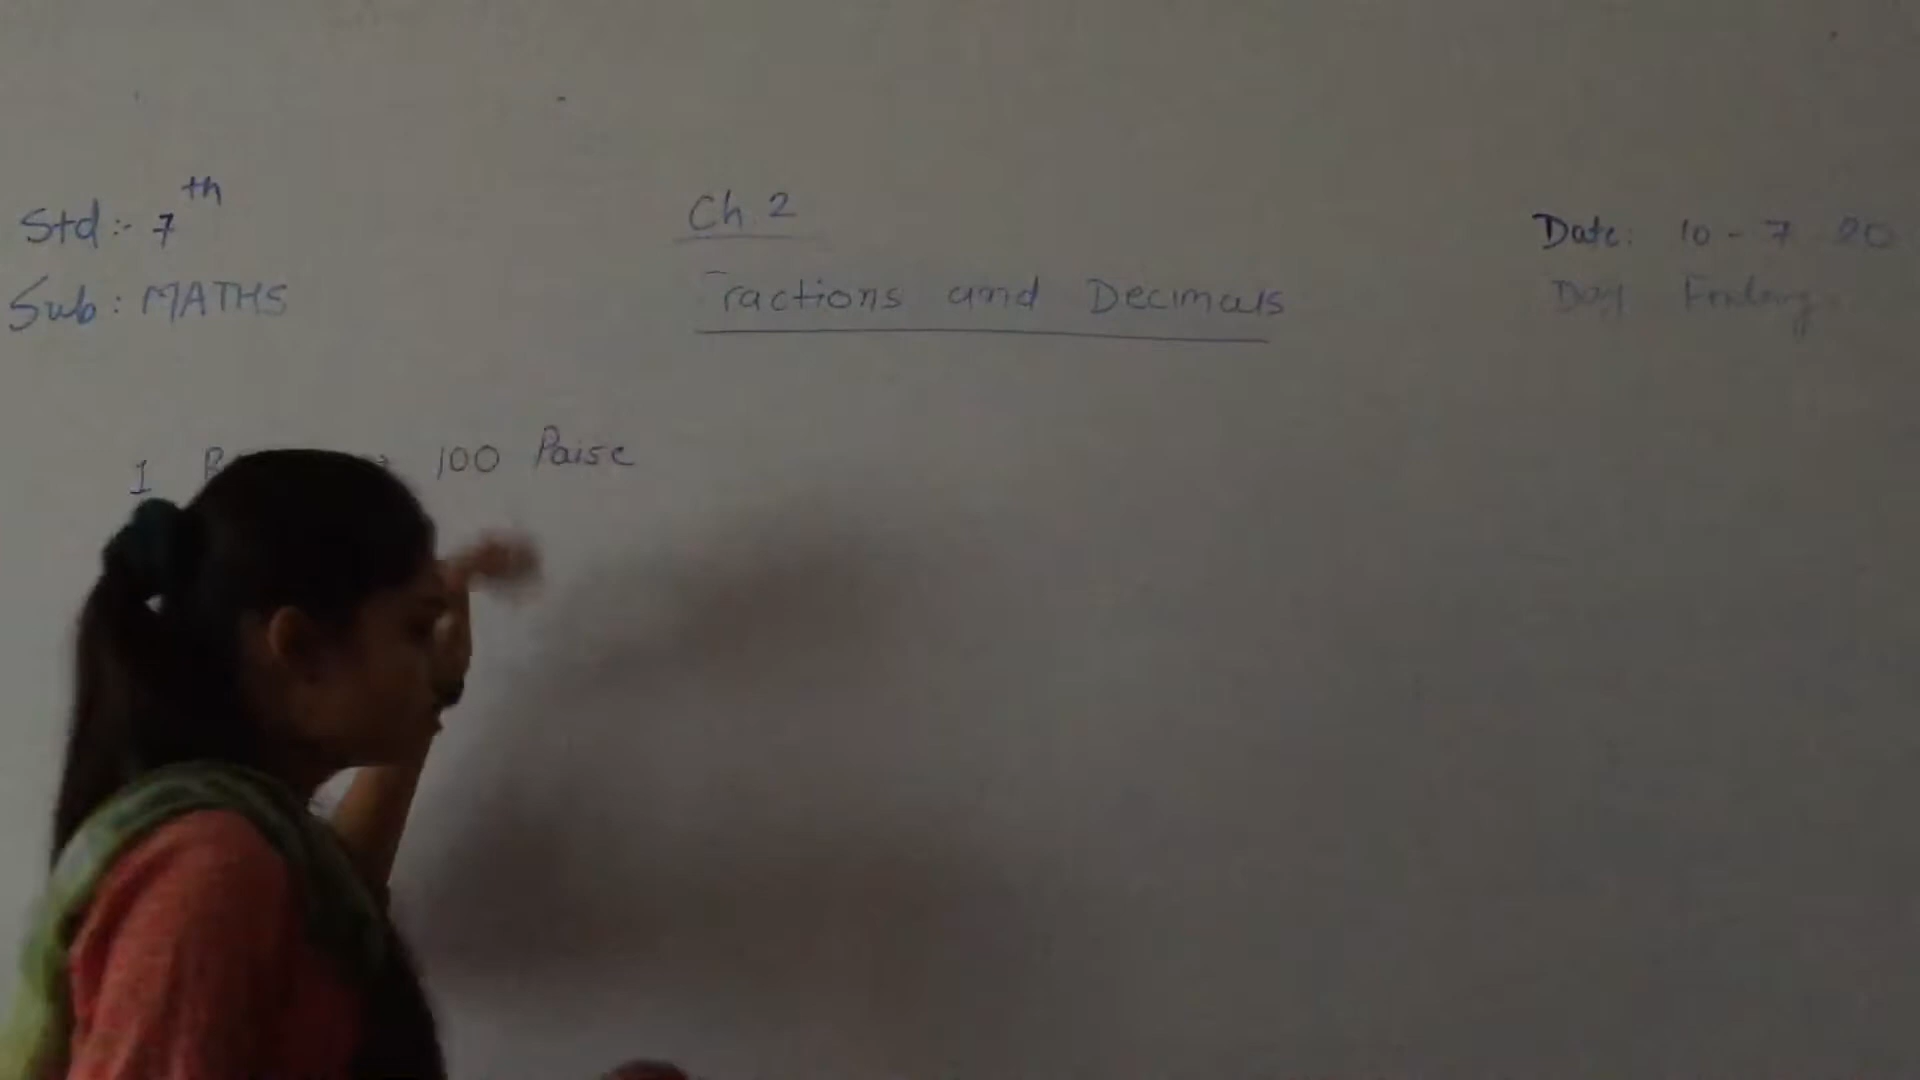 Std :- 7th
Sub : MATHS
Ch 2
Fractions and Decimals
Date: 10 - 7 20
Day Friday
1 100 Paise